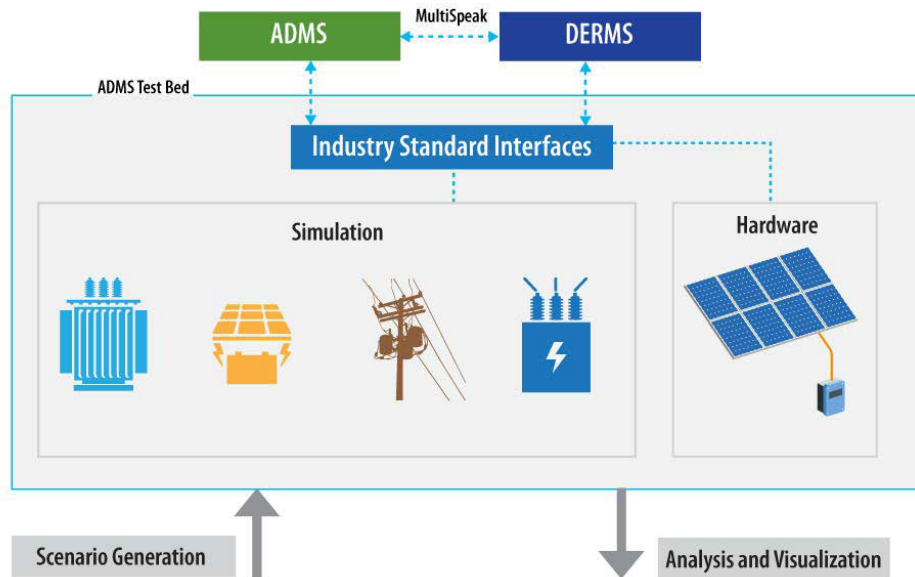 MultiSpeak
ADMS
DERMS
ADMS Test Bed
Industry Standard Interfaces
Simulation
Hardware
Scenario Generation
Analysis and Visualization